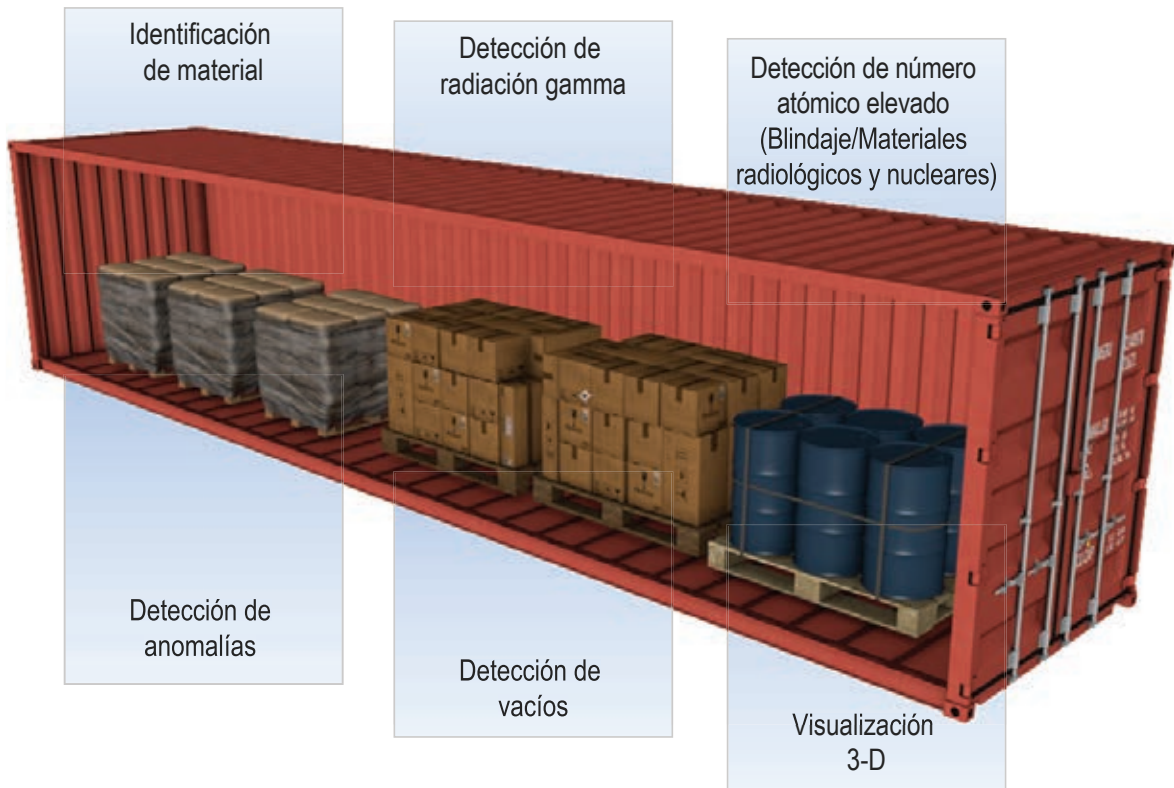 Identificación
de material
Detección de
radiación gamma
Detección de número
atómico elevado
(Blindaje/Materiales
radiológicos y nucleares)
Detección de
anomalías
Detección de
vacíos
Visualización
3-D